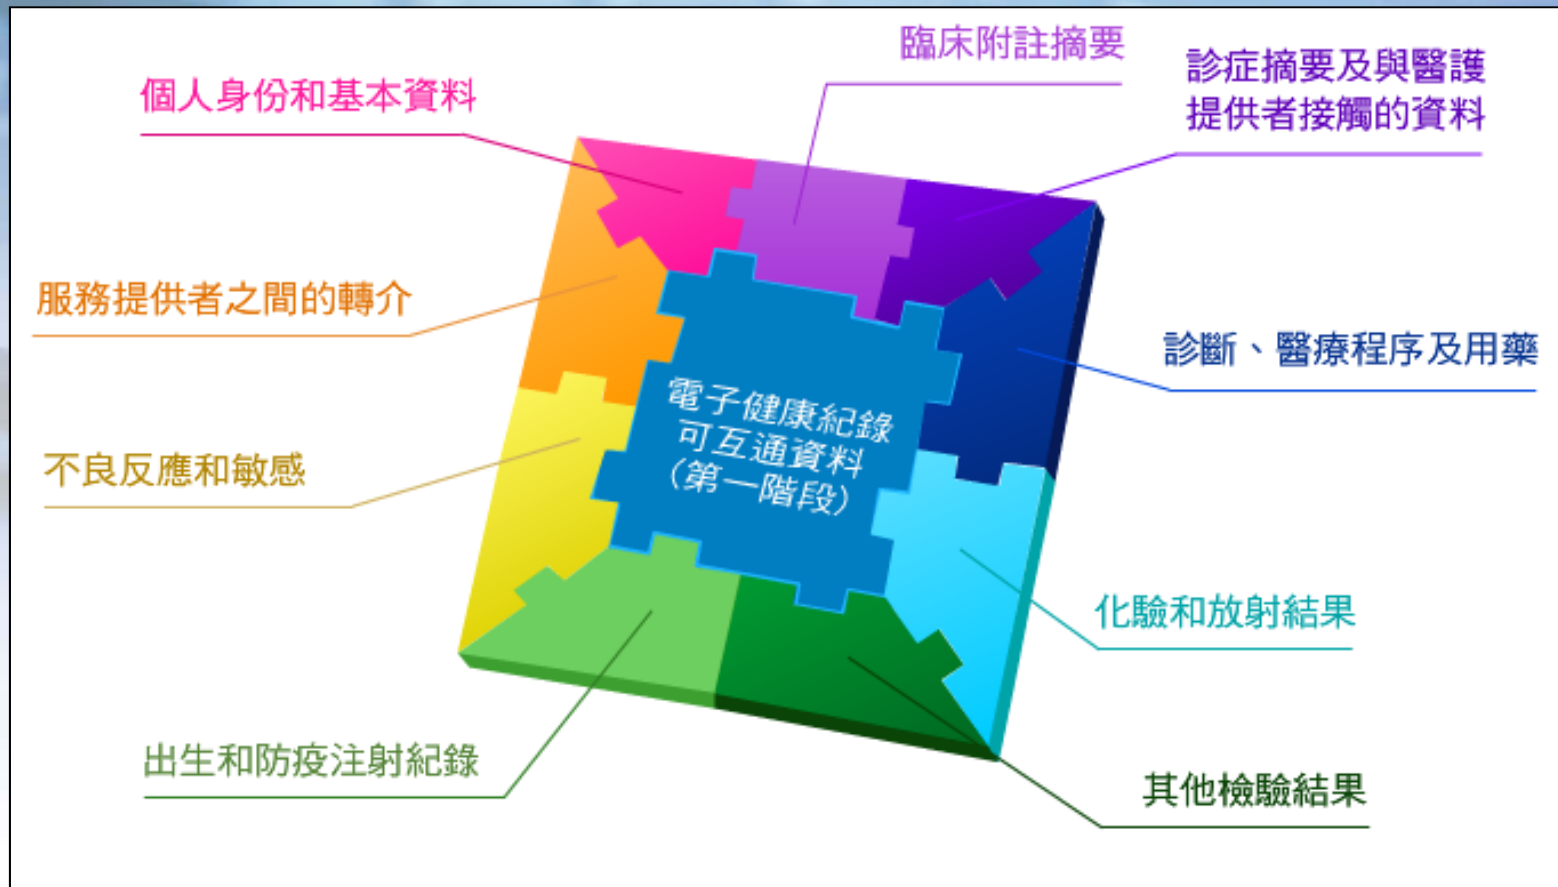 臨床附註摘要
個人身份和基本資料
診症摘要及與醫護
提供者接觸的資料
服務提供者之間的轉介
診斷、醫療程序及用藥
電子健康紀錄
可互通資料
（第一階段）
不良反應和敏感
化驗和放射結果
出生和防疫注射紀錄
其他檢驗結果